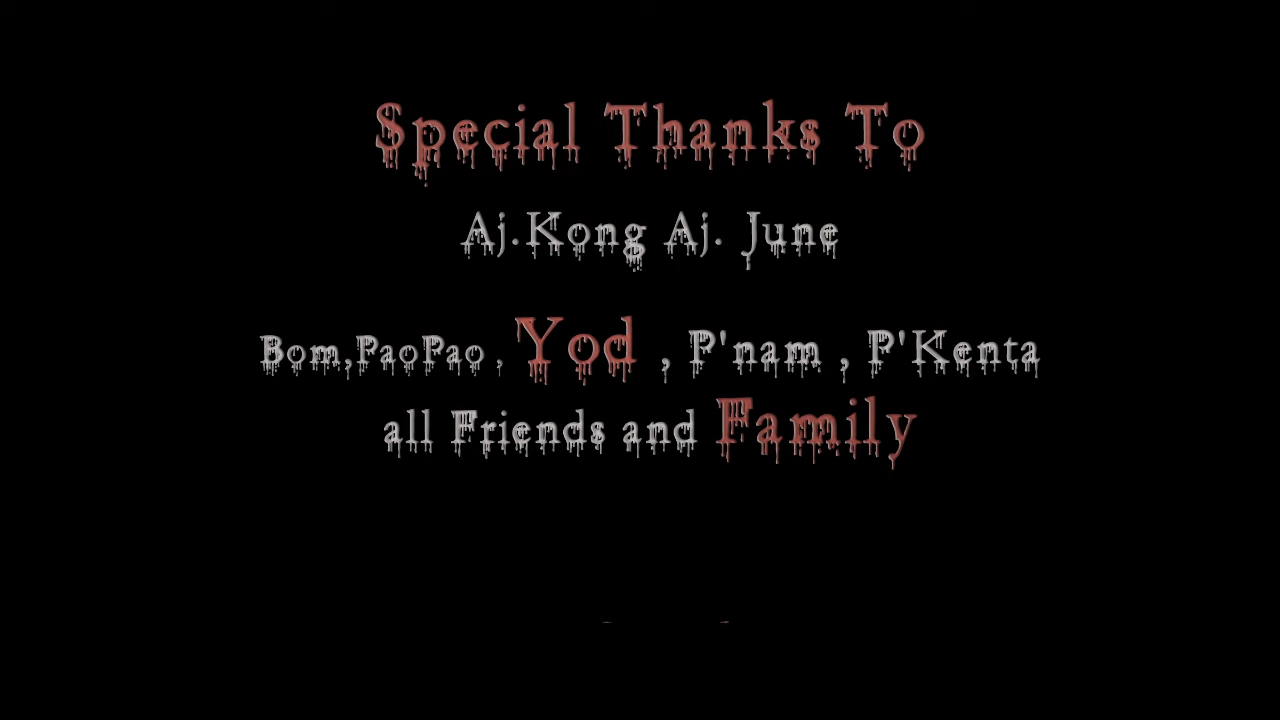 Special Thanks To
Aj.Kong Aj. June
Bom,PaoPao , Yod , P'nam , P'Kenta
all Friends and Family